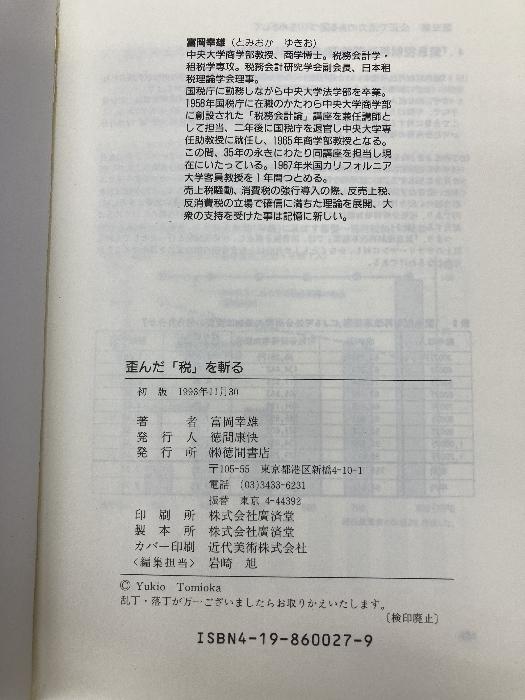 富岡幸雄（とみおか　ゆきお）
中央大学商学部教授、商学博士。税務会計学・
租税学専攻。税務会計研究学会副会長、日本租
税理論学会理事。
国税庁に勤務しながら中央大学法学部を卒業。
1958年国税庁に在職のかたわら中央大学商学部
に創設された「税務会計論」講座を兼任講師と
して担当、二年後に国税庁を退官し中央大学専
任助教授に就任し、1965年商学部教授となる。
この間、35年の永きにわたり同講座を担当し現
在にいたっている。1967年米国カリフォルニア
大学客員教授を1年間つとめる。
売上税騒動、消費税の強行導入の際、反売上税、
反消費税の立場で確信に満ちた理論を展開、大
衆の支持を受けた事は記憶に新しい。
歪んだ「税」を斬る
初　版　1993年11月30
著　者　富岡幸雄
発行人　徳間康快
発行所　㈱徳間書店
〒105-55　東京都港区新橋4-10-1
電話　(03)3433-6231
振替　東京 4-44392
印刷所　株式会社廣済堂
製本所　株式会社廣済堂
カバー印刷　近代美術株式会社
〈編集担当〉　岩崎　旭
© Yukio Tomioka
乱丁・落丁が万一ございましたらお取りかえいたします。
〔検印廃止〕
ISBN4-19-860027-9